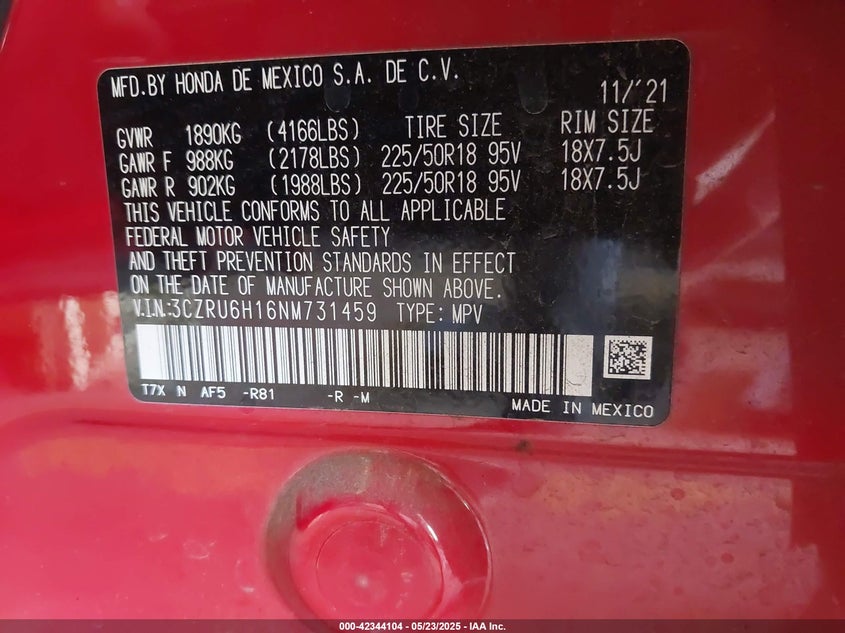 MFD.BY HONDA DE MEXICO S.A. DE C.V.
11/'21
GVWR 1890KG (4166LBS) TIRE SIZE RIM SIZE
GAWR F 988KG (2178LBS) 225/50R18 95V 18X7.5J
GAWR R 902KG (1988LBS) 225/50R18 95V 18X7.5J
THIS VEHICLE CONFORMS TO ALL APPLICABLE
FEDERAL MOTOR VEHICLE SAFETY
AND THEFT PREVENTION STANDARDS IN EFFECT
ON THE DATE OF MANUFACTURE SHOWN ABOVE.
V.I.N.:3CZRU6H16NM731459 TYPE: MPV
T7X N AF5 -R81 -R -M
MADE IN MEXICO
000-42344104 - 05/23/2025 - IAA Inc.